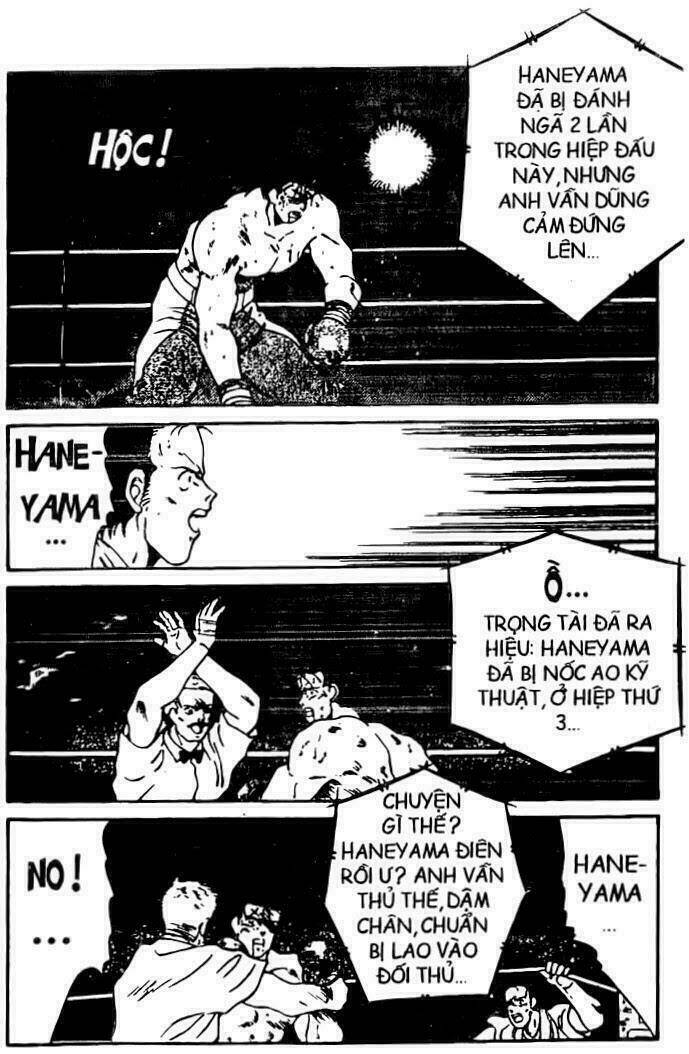 HANEYAMA
ĐÃ BỊ ĐÁNH
NGÃ 2 LẦN
TRONG HIỆP ĐẤU
NÀY, NHƯNG
ANH VẪN DŨNG
CẢM ĐỨNG
LÊN...
HỘC!
HANE-
YAMA
...
Ồ...
TRỌNG TÀI ĐÃ RA
HIỆU: HANEYAMA
ĐÃ BỊ NỐC AO KỸ
THUẬT, Ở HIỆP THỨ
3...
CHUYỆN
GÌ THẾ?
HANEYAMA ĐIÊN
RỒI Ư? ANH VẪN
THỦ THẾ, DẬM
CHÂN, CHUẨN
BỊ LAO VÀO
ĐỐI THỦ...
NO!
...
HANE-
YAMA
...